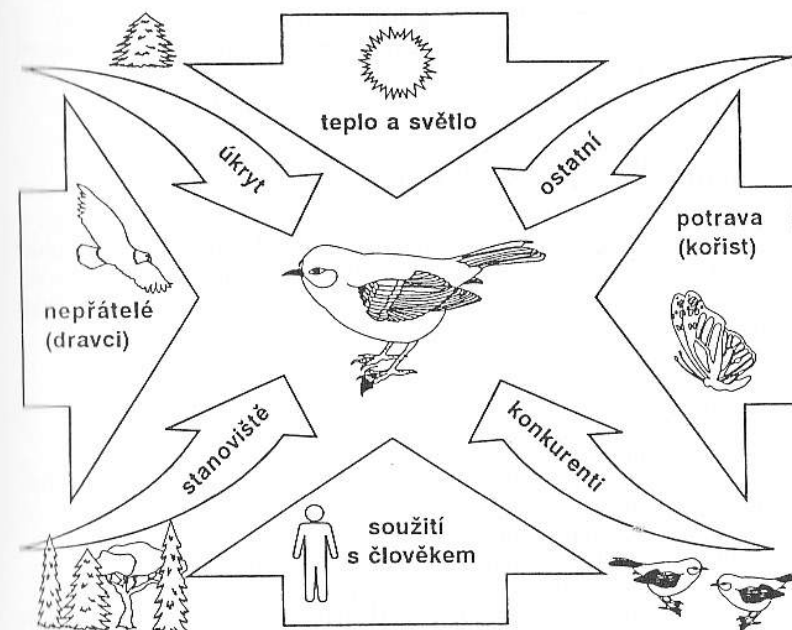 teplo a světlo
úkryt
ostatní
potrava
(kořist)
nepřátelé
(dravci)
stanoviště
konkurenti
soužití
s člověkem